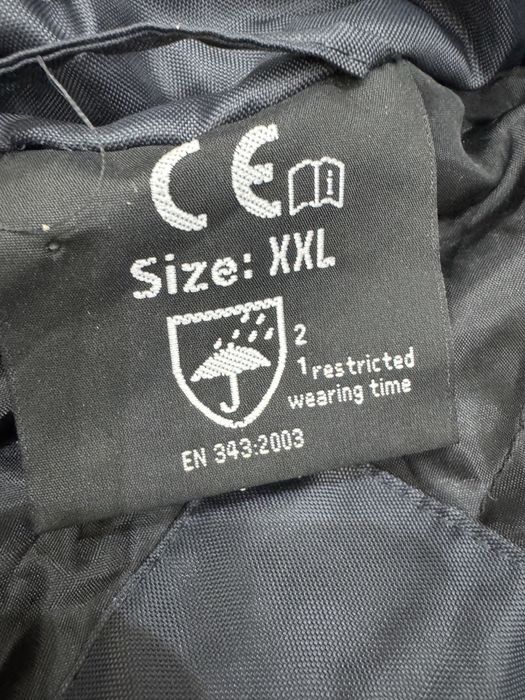 CE i
Size: XXL
2
1 restricted
wearing time
EN 343:2003